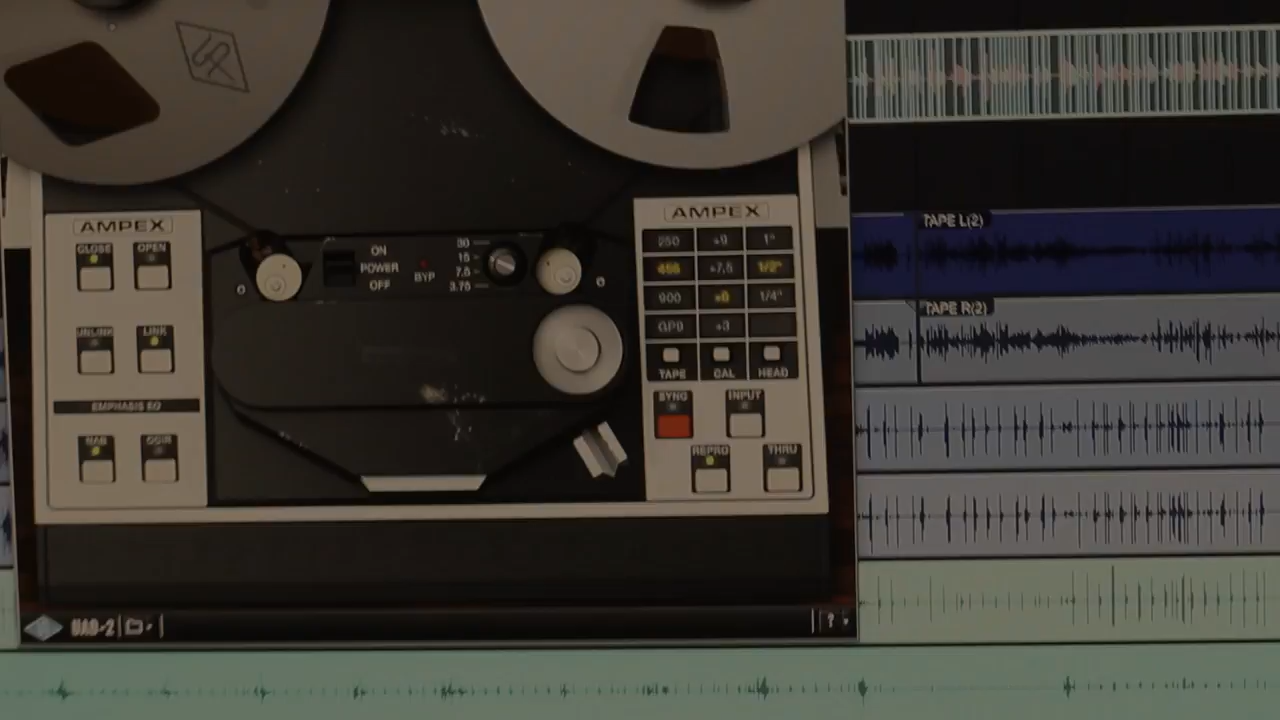 AMPEX
CLOSE OPEN
UNLINK LINK
EMPHASIS EQ
NAB CCIR
ON
POWER
OFF
BYP
30
15
7.5
3.75
0
0
AMPEX
250 +9 1"
456 +7.5 1/2"
900 +6 1/4"
GP9 +3
TAPE CAL HEAD
SYNC INPUT
REPRO THRU
UAD-2
?
TAPE L(2)
TAPE R(2)